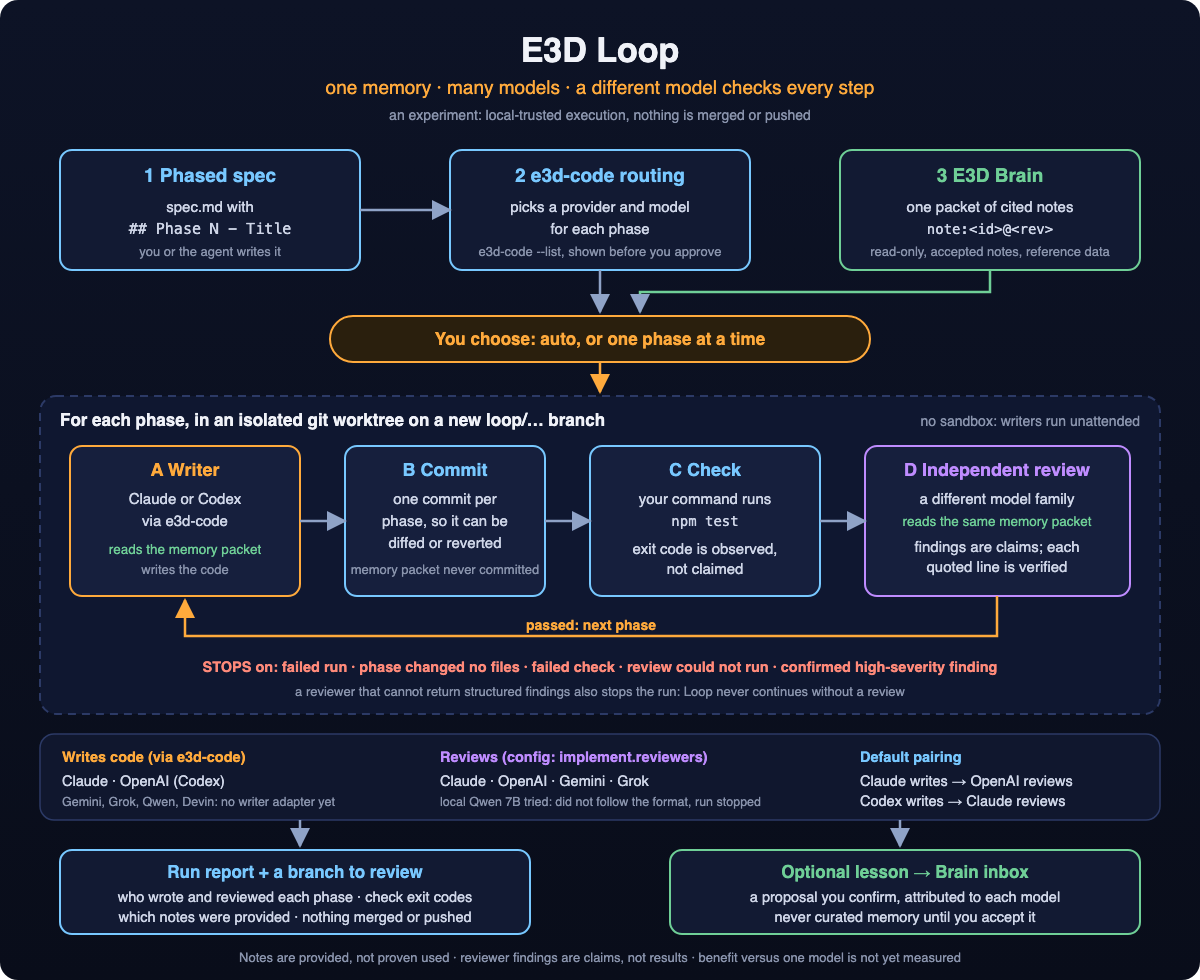 E3D Loop
one memory · many models · a different model checks every step
an experiment: local-trusted execution, nothing is merged or pushed
1 Phased spec
spec.md with
## Phase N – Title
you or the agent writes it
2 e3d-code routing
picks a provider and model
for each phase
e3d-code --list, shown before you approve
3 E3D Brain
one packet of cited notes
note:<id>@<rev>
read-only, accepted notes, reference data
You choose: auto, or one phase at a time
For each phase, in an isolated git worktree on a new loop/… branch
no sandbox: writers run unattended
A Writer
Claude or Codex
via e3d-code
reads the memory packet
writes the code
B Commit
one commit per
phase, so it can be
diffed or reverted
memory packet never committed
C Check
your command runs
npm test
exit code is observed,
not claimed
D Independent review
a different model family
reads the same memory packet
findings are claims; each
quoted line is verified
passed: next phase
STOPS on: failed run · phase changed no files · failed check · review could not run · confirmed high-severity finding
a reviewer that cannot return structured findings also stops the run: Loop never continues without a review
Writes code (via e3d-code)
Claude · OpenAI (Codex)
Gemini, Grok, Qwen, Devin: no writer adapter yet
Reviews (config: implement.reviewers)
Claude · OpenAI · Gemini · Grok
local Qwen 7B tried: did not follow the format, run stopped
Default pairing
Claude writes → OpenAI reviews
Codex writes → Claude reviews
Run report + a branch to review
who wrote and reviewed each phase · check exit codes
which notes were provided · nothing merged or pushed
Optional lesson → Brain inbox
a proposal you confirm, attributed to each model
never curated memory until you accept it
Notes are provided, not proven used · reviewer findings are claims, not results · benefit versus one model is not yet measured